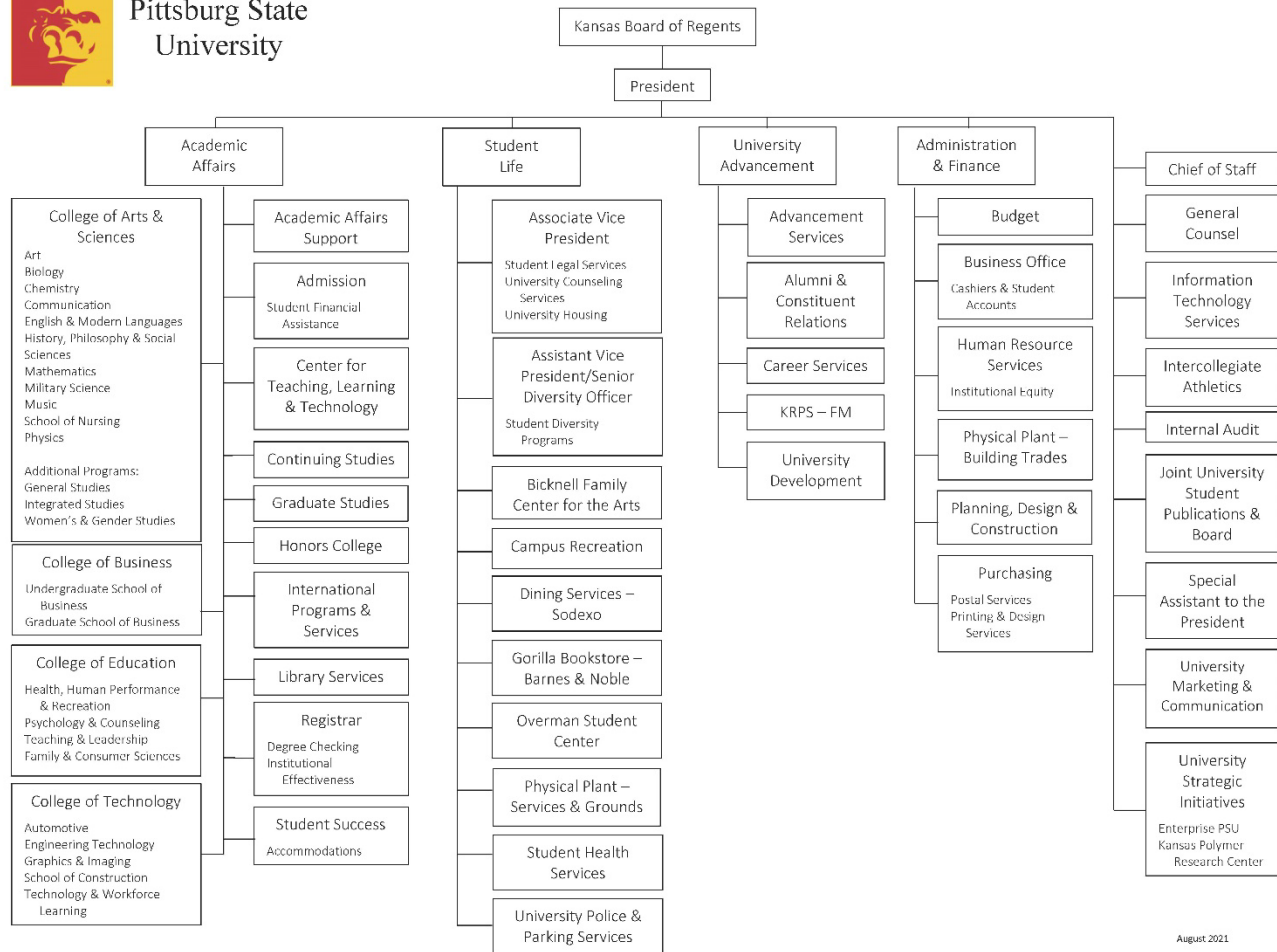 Pittsburg State
University
Kansas Board of Regents
President
Academic
Affairs
College of Arts &
Sciences
Art
Biology
Chemistry
Communication
English & Modern Languages
History, Philosophy & Social
Sciences
Mathematics
Military Science
Music
School of Nursing
Physics
Additional Programs:
General Studies
Integrated Studies
Women's & Gender Studies
College of Business
Undergraduate School of
Business
Graduate School of Business
College of Education
Health, Human Performance
& Recreation
Psychology & Counseling
Teaching & Leadership
Family & Consumer Sciences
College of Technology
Automotive
Engineering Technology
Graphics & Imaging
School of Construction
Technology & Workforce
Learning
Academic Affairs
Support
Admission
Student Financial
Assistance
Center for
Teaching, Learning
& Technology
Continuing Studies
Graduate Studies
Honors College
International
Programs &
Services
Library Services
Registrar
Degree Checking
Institutional
Effectiveness
Student Success
Accommodations
Student
Life
Associate Vice
President
Student Legal Services
University Counseling
Services
University Housing
Assistant Vice
President/Senior
Diversity Officer
Student Diversity
Programs
Bicknell Family
Center for the Arts
Campus Recreation
Dining Services –
Sodexo
Gorilla Bookstore –
Barnes & Noble
Overman Student
Center
Physical Plant –
Services & Grounds
Student Health
Services
University Police &
Parking Services
University
Advancement
Advancement
Services
Alumni &
Constituent
Relations
Career Services
KRPS – FM
University
Development
Administration
& Finance
Budget
Business Office
Cashiers & Student
Accounts
Human Resource
Services
Institutional Equity
Physical Plant –
Building Trades
Planning, Design &
Construction
Purchasing
Postal Services
Printing & Design
Services
Chief of Staff
General
Counsel
Information
Technology
Services
Intercollegiate
Athletics
Internal Audit
Joint University
Student
Publications &
Board
Special
Assistant to the
President
University
Marketing &
Communication
University
Strategic
Initiatives
Enterprise PSU
Kansas Polymer
Research Center
August 2021